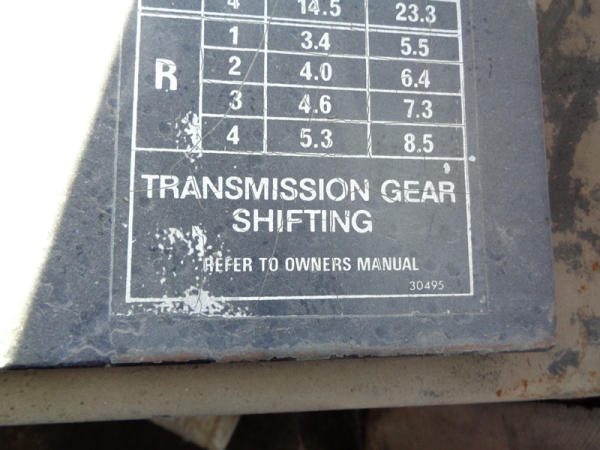 4 14.5 23.3
1 3.4 5.5
R 2 4.0 6.4
3 4.6 7.3
4 5.3 8.5
TRANSMISSION GEAR
SHIFTING
REFER TO OWNERS MANUAL
30495